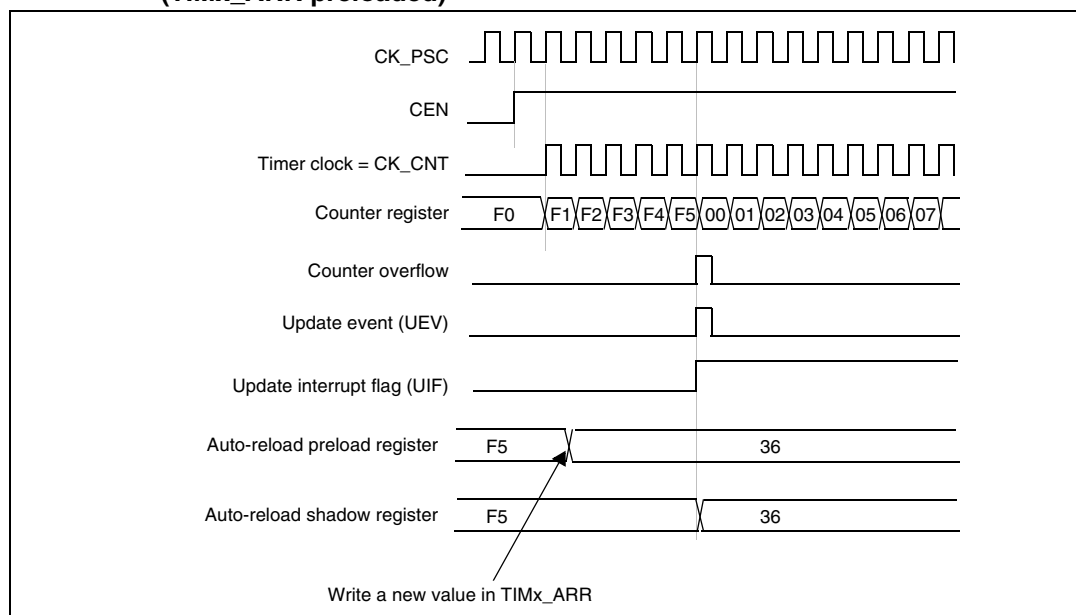 (TIMx_ARR preloaded)
CK_PSC
CEN
Timer clock = CK_CNT
Counter register F0 F1 F2 F3 F4 F5 00 01 02 03 04 05 06 07
Counter overflow
Update event (UEV)
Update interrupt flag (UIF)
Auto-reload preload register F5 36
Auto-reload shadow register F5 36
Write a new value in TIMx_ARR